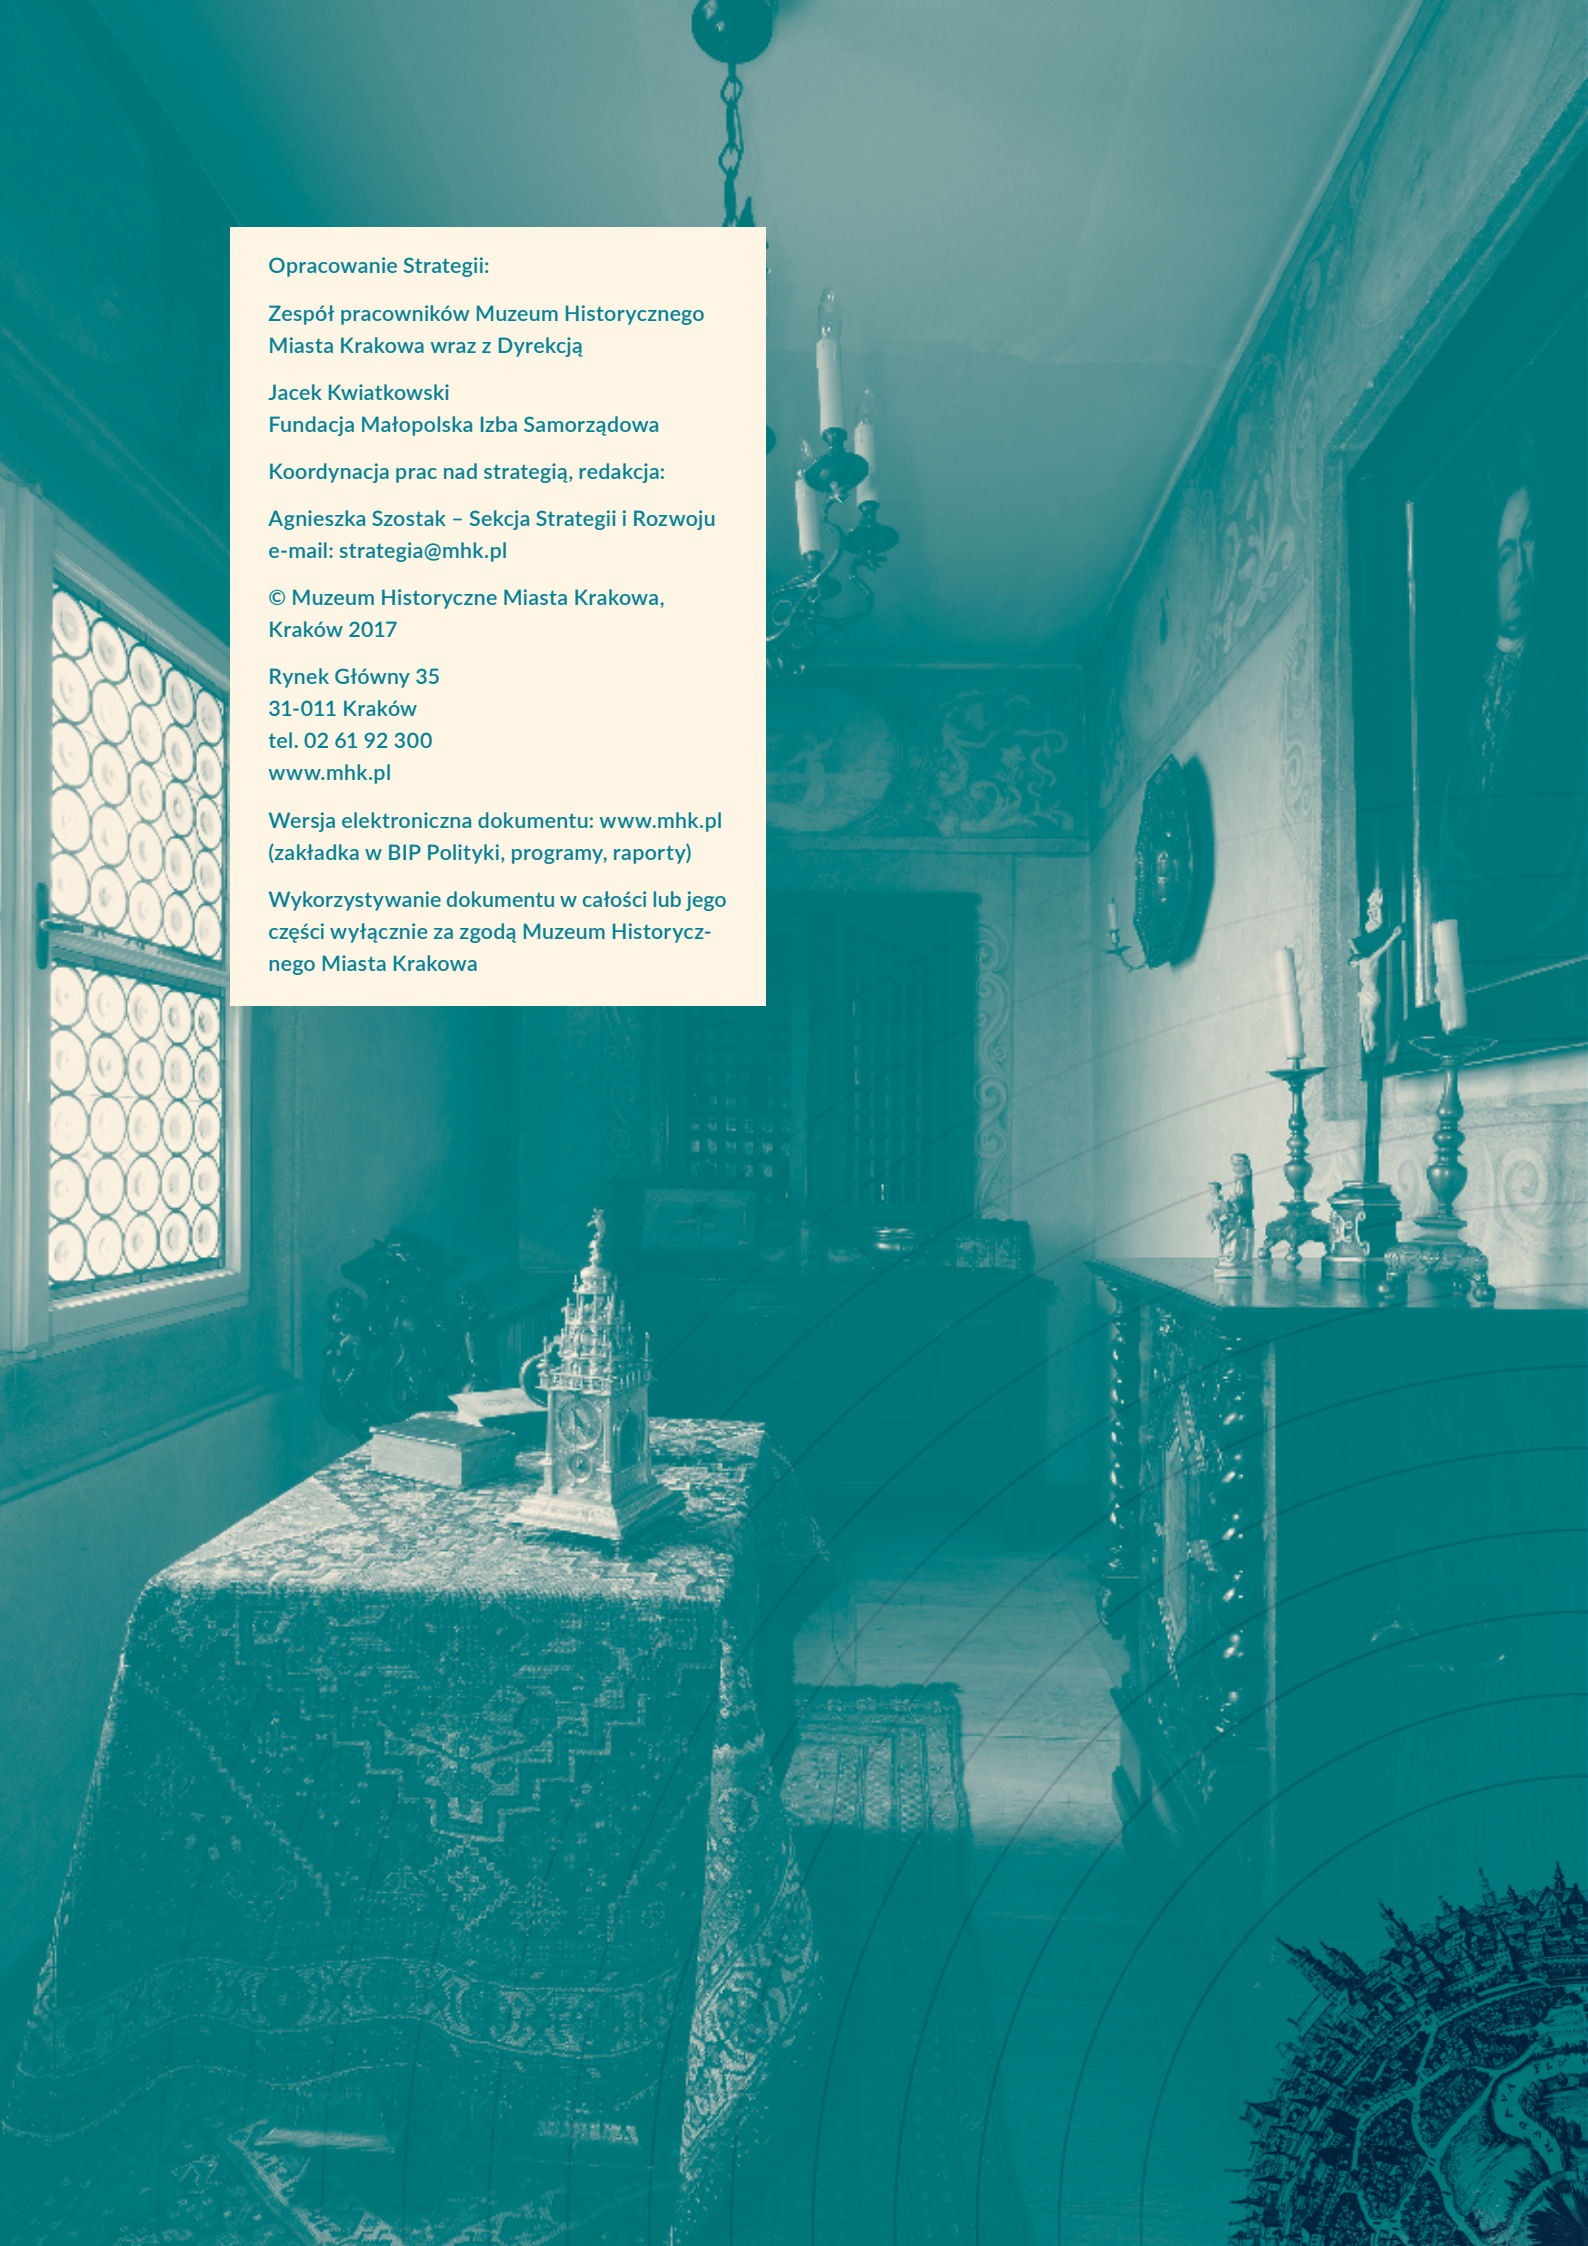 Opracowanie Strategii:
Zespół pracowników Muzeum Historycznego
Miasta Krakowa wraz z Dyrekcją
Jacek Kwiatkowski
Fundacja Małopolska Izba Samorządowa
Koordynacja prac nad strategią, redakcja:
Agnieszka Szostak – Sekcja Strategii i Rozwoju
e-mail: strategia@mhk.pl
© Muzeum Historyczne Miasta Krakowa,
Kraków 2017
Rynek Główny 35
31-011 Kraków
tel. 02 61 92 300
www.mhk.pl
Wersja elektroniczna dokumentu: www.mhk.pl
(zakładka w BIP Polityki, programy, raporty)
Wykorzystywanie dokumentu w całości lub jego
części wyłącznie za zgodą Muzeum Historycz-
nego Miasta Krakowa